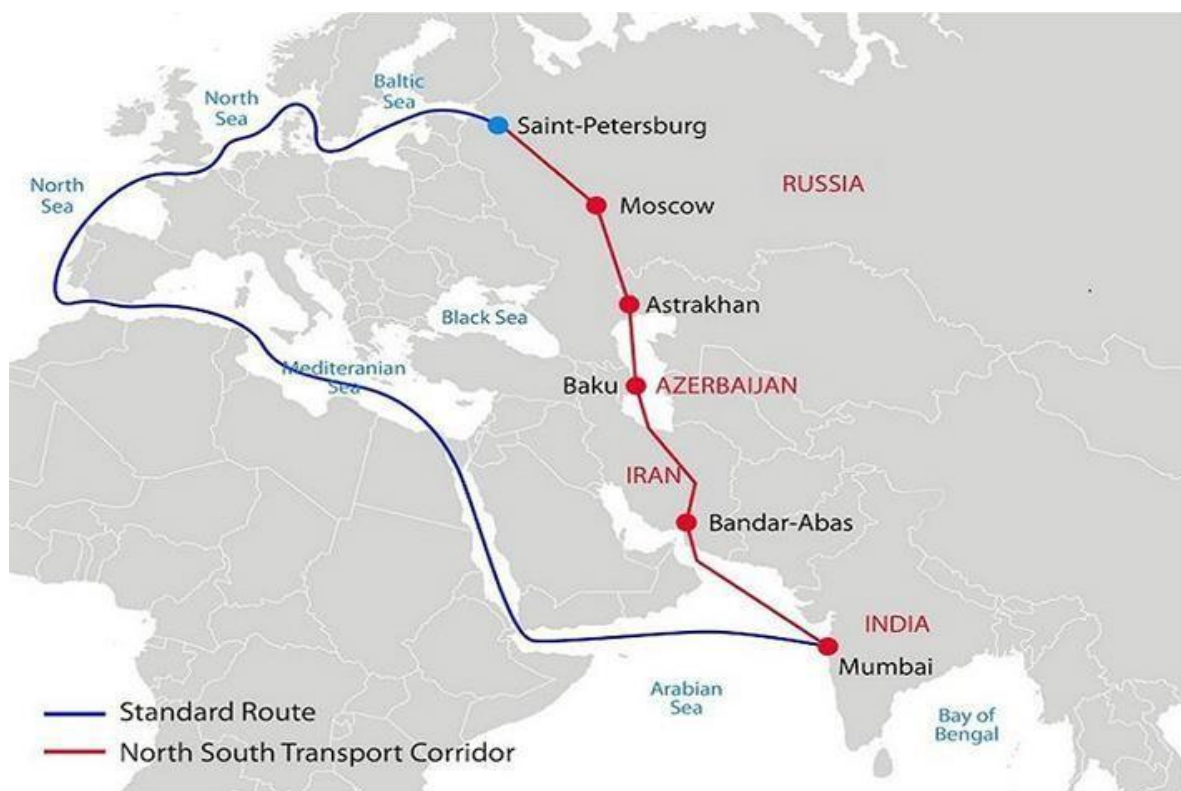 Baltic
Sea
North
Sea
Saint-Petersburg
North
Sea
RUSSIA
Moscow
Astrakhan
Black Sea
Mediteranian
Sea
Baku
AZERBAIJAN
IRAN
Bandar-Abas
INDIA
Mumbai
Arabian
Sea
Bay of
Bengal
Standard Route
North South Transport Corridor